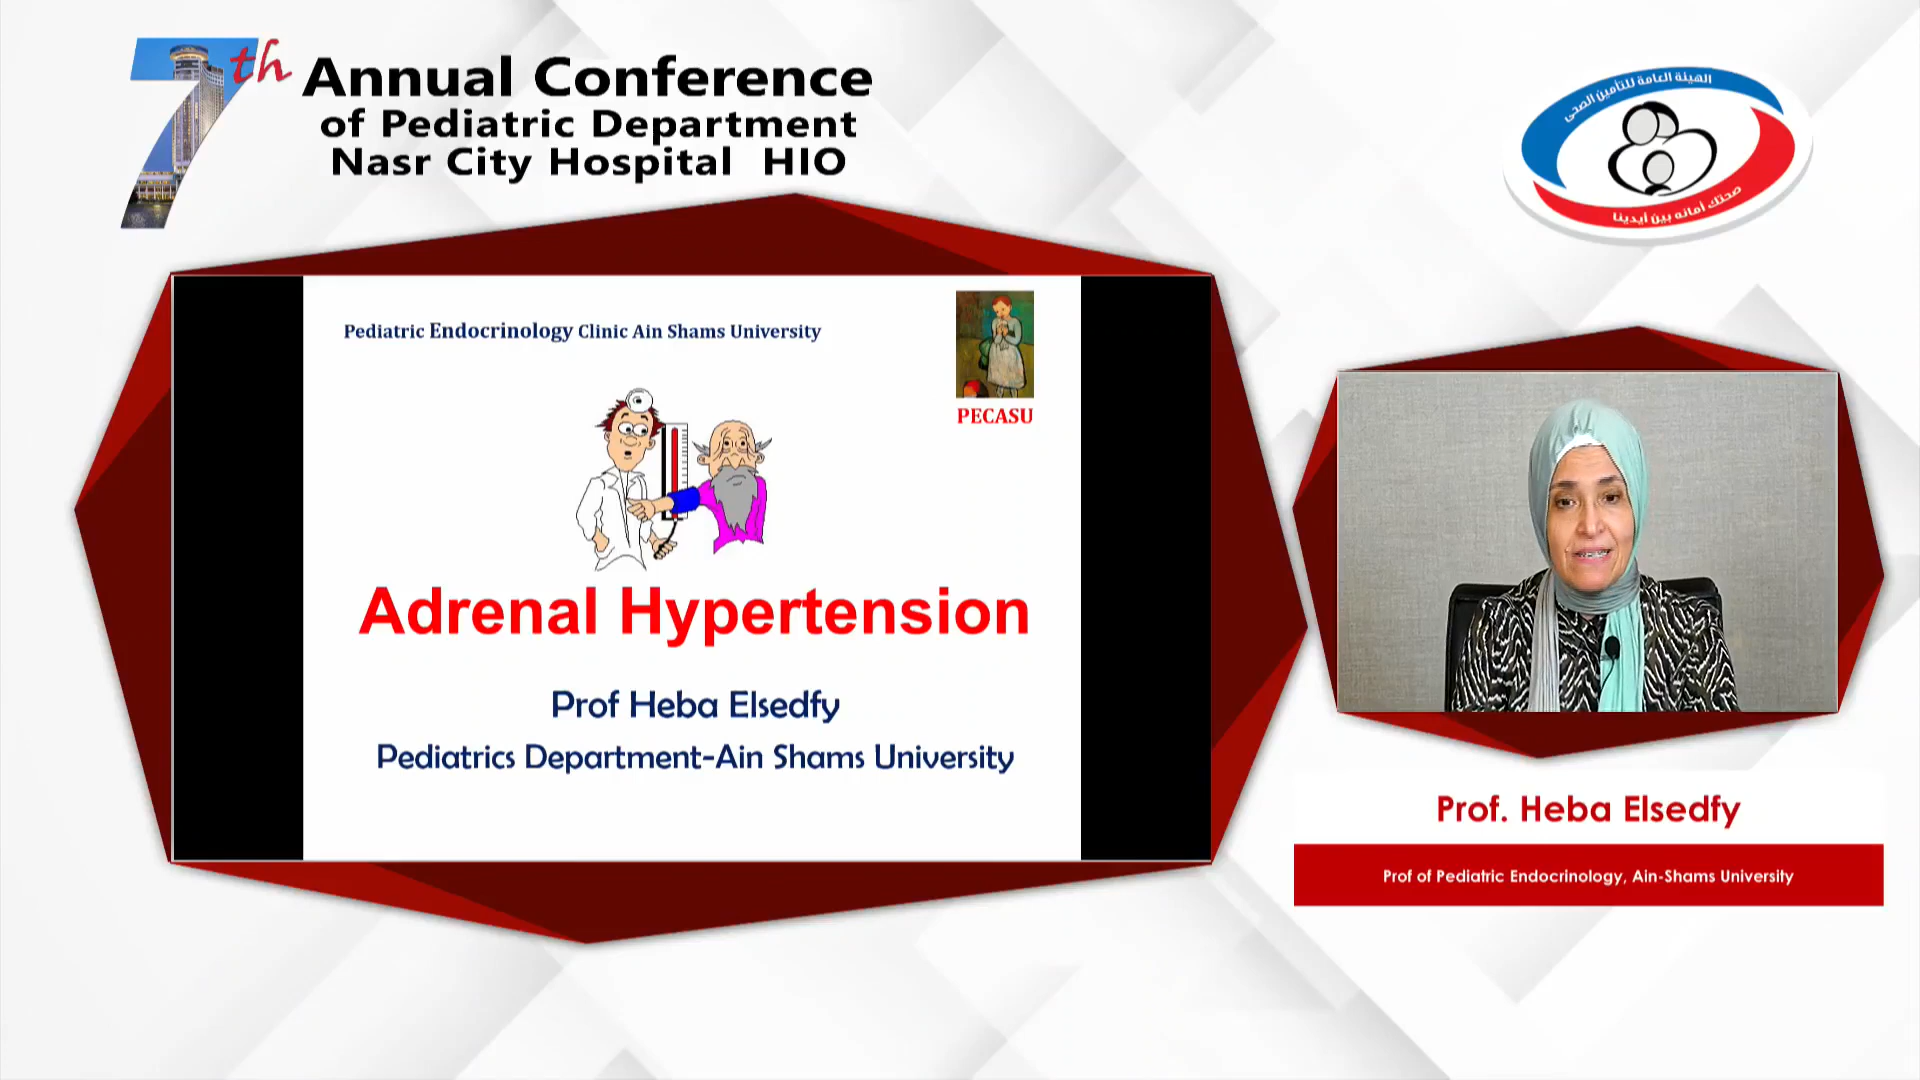 7th Annual Conference
of Pediatric Department
Nasr City Hospital HIO
الهيئة العامة للتأمين الصحى
صحتك أمانه بين أيدينا
Pediatric Endocrinology Clinic Ain Shams University
PECASU
Adrenal Hypertension
Prof Heba Elsedfy
Pediatrics Department-Ain Shams University
Prof. Heba Elsedfy
Prof of Pediatric Endocrinology, Ain-Shams University